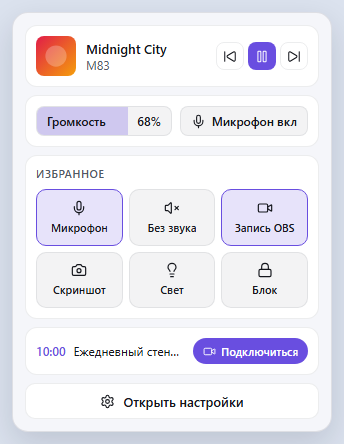 Midnight City
M83
Громкость 68% Микрофон вкл
ИЗБРАННОЕ
Микрофон Без звука Запись OBS
Скриншот Свет Блок
10:00 Ежедневный стен... Подключиться
Открыть настройки